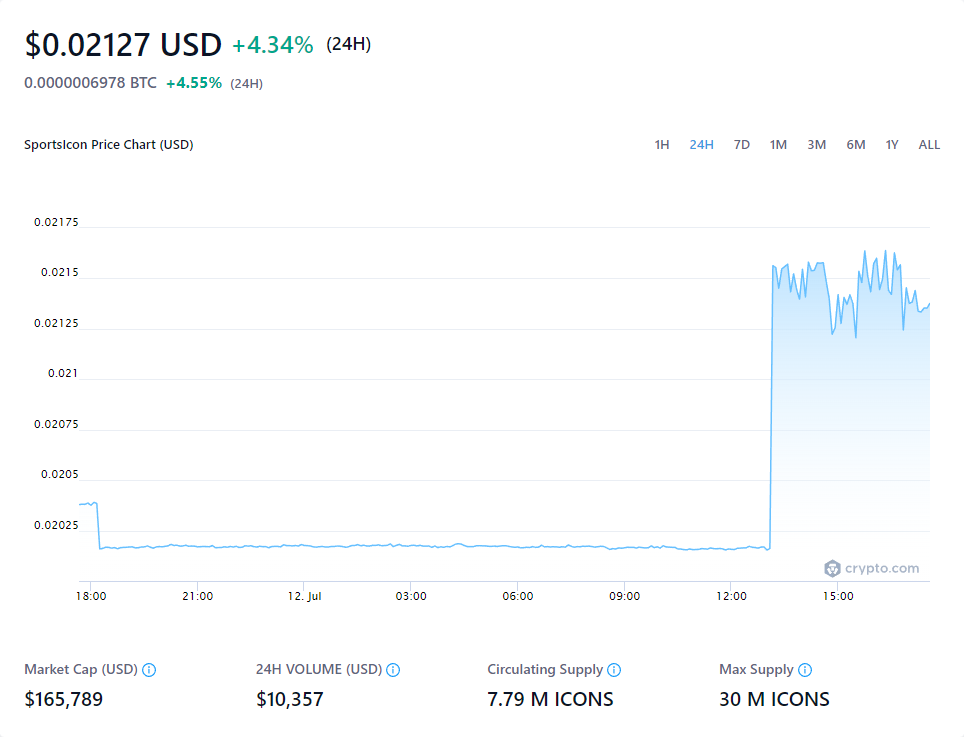 $0.02127 USD +4.34% (24H)
0.0000006978 BTC +4.55% (24H)
SportsIcon Price Chart (USD) 1H 24H 7D 1M 3M 6M 1Y ALL
0.02175
0.0215
0.02125
0.021
0.02075
0.0205
0.02025
crypto.com
18:00 21:00 12. Jul 03:00 06:00 09:00 12:00 15:00
Market Cap (USD) 24H VOLUME (USD) Circulating Supply Max Supply
$165,789 $10,357 7.79 M ICONS 30 M ICONS